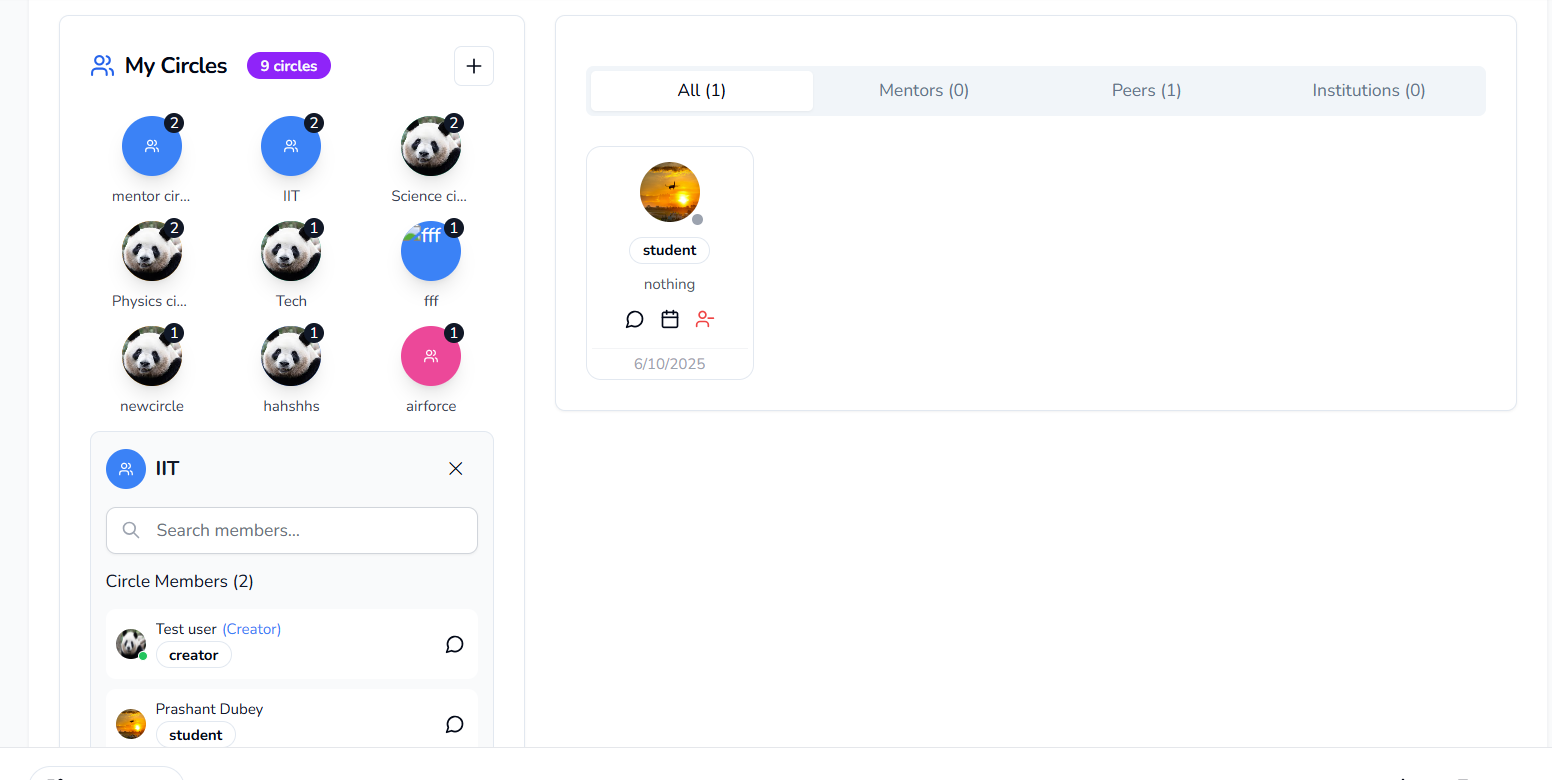 My Circles 9 circles
2 2 2
mentor cir... IIT Science ci...
2 1 fff 1
Physics ci... Tech fff
1 1 1
newcircle hahshhs airforce
IIT
Search members...
Circle Members (2)
Test user (Creator)
creator
Prashant Dubey
student
All (1) Mentors (0) Peers (1) Institutions (0)
student
nothing
6/10/2025